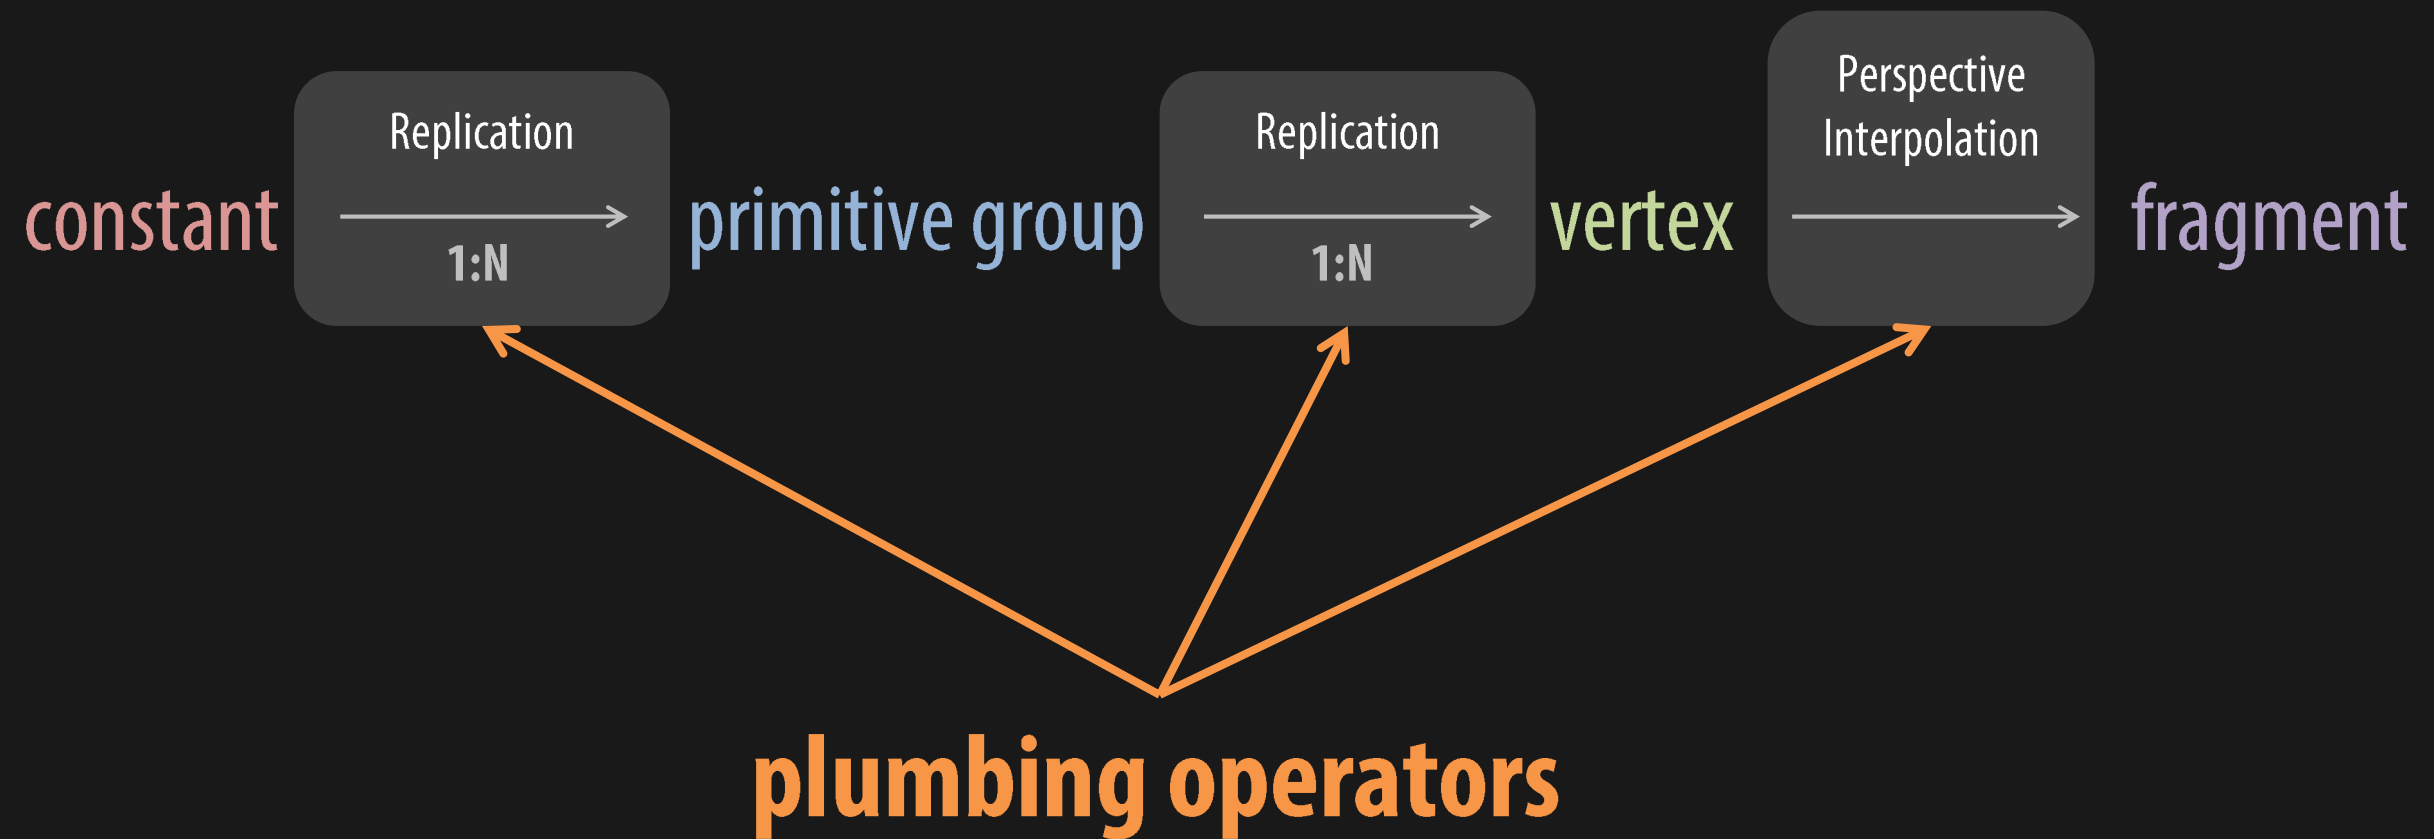 constant
Replication
1:N
primitive group
Replication
1:N
vertex
Perspective
Interpolation
fragment
plumbing operators